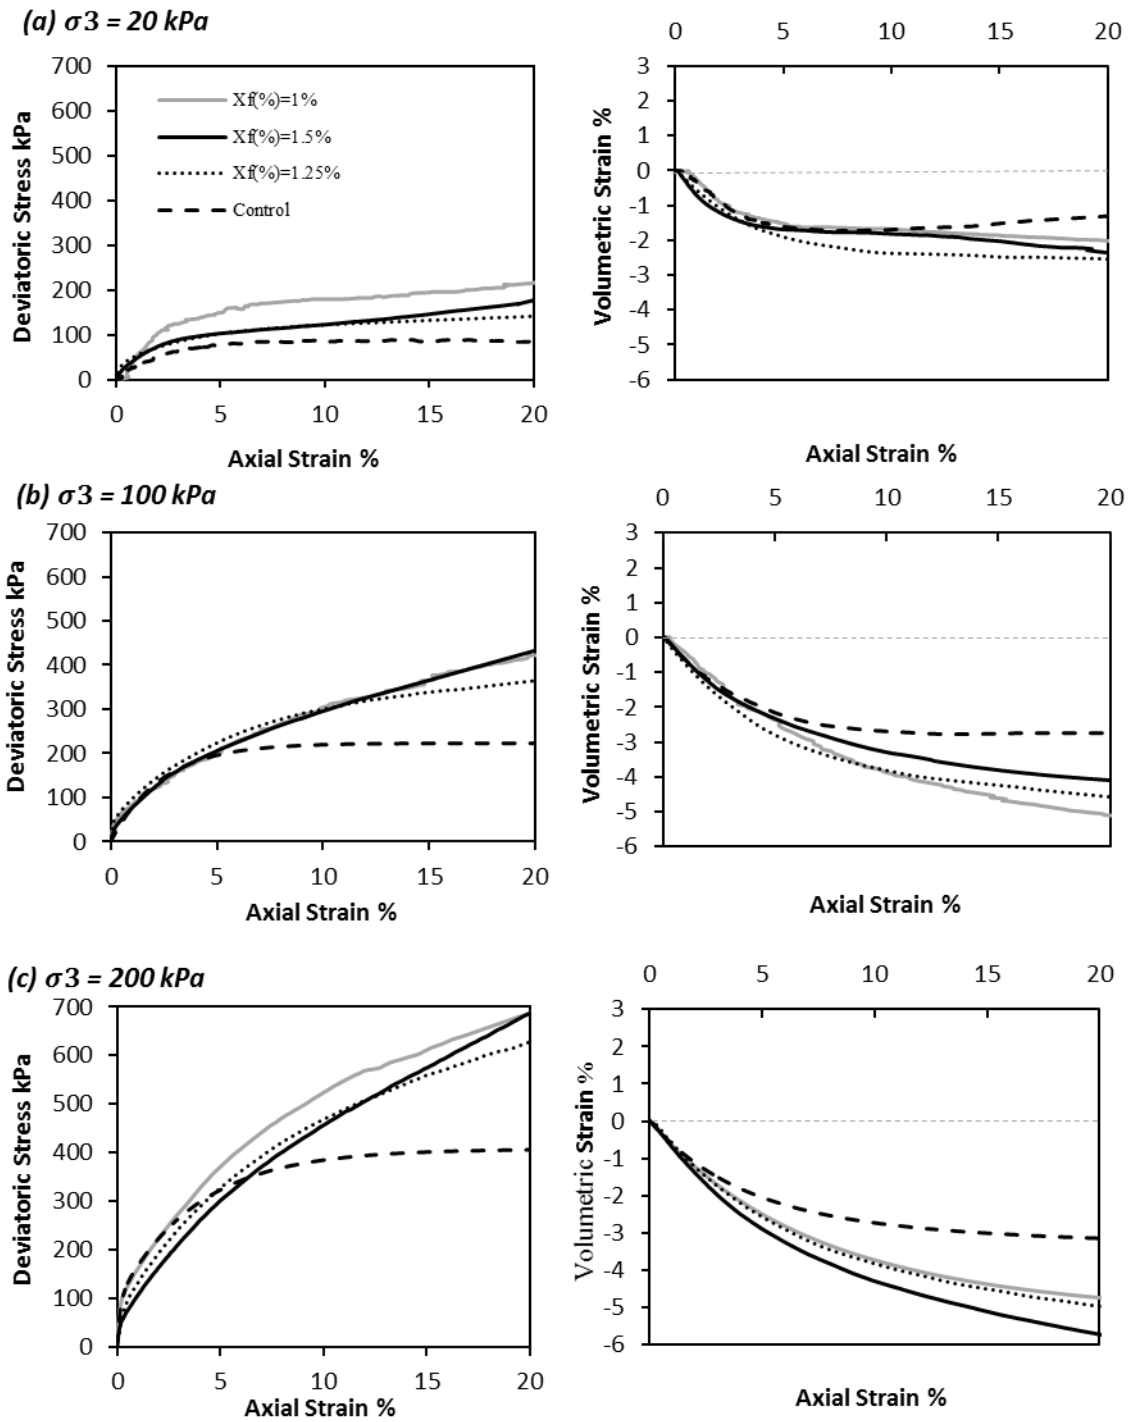 (a) σ3 = 20 kPa
700
600
500
400
300
200
100
0
0 5 10 15 20
Deviatoric Stress kPa
Axial Strain %
Xf(%)=1%
Xf(%)=1.5%
Xf(%)=1.25%
Control
0 5 10 15 20
3
2
1
0
-1
-2
-3
-4
-5
-6
Volumetric Strain %
Axial Strain %
(b) σ3 = 100 kPa
700
600
500
400
300
200
100
0
0 5 10 15 20
Deviatoric Stress kPa
Axial Strain %
0 5 10 15 20
3
2
1
0
-1
-2
-3
-4
-5
-6
Volumetric Strain %
Axial Strain %
(c) σ3 = 200 kPa
700
600
500
400
300
200
100
0
0 5 10 15 20
Deviatoric Stress kPa
Axial Strain %
0 5 10 15 20
3
2
1
0
-1
-2
-3
-4
-5
-6
Volumetric Strain %
Axial Strain %